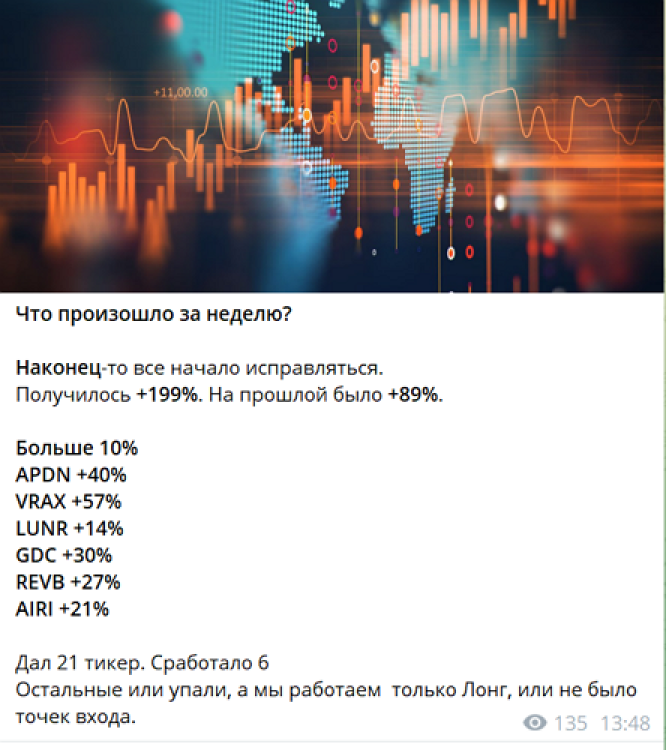 +11,00.00
Что произошло за неделю?
Наконец-то все начало исправляться.
Получилось +199%. На прошлой было +89%.
Больше 10%
APDN +40%
VRAX +57%
LUNR +14%
GDC +30%
REVB +27%
AIRI +21%
Дал 21 тикер. Сработало 6
Остальные или упали, а мы работаем  только Лонг, или не было
точек входа.
135 13:48